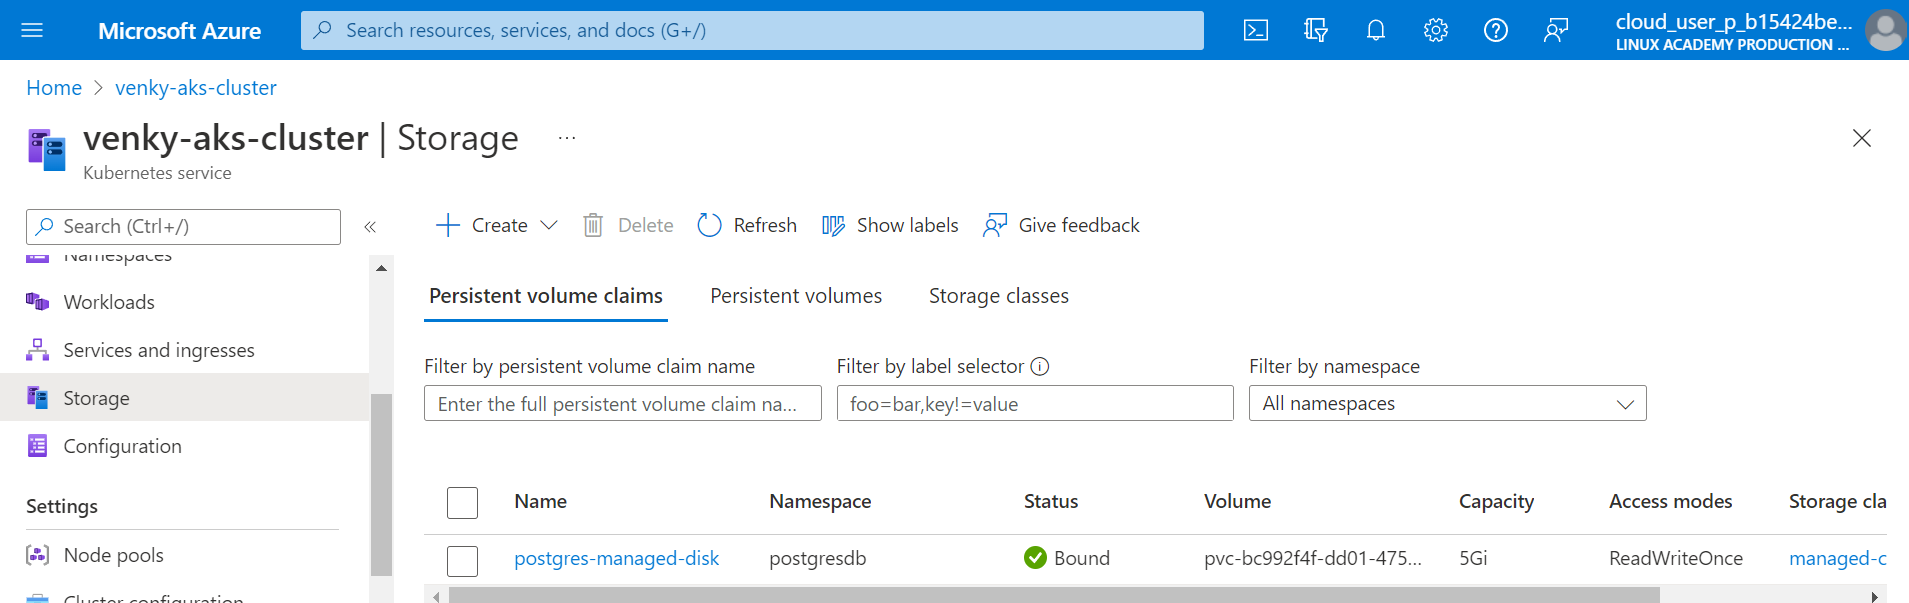 Microsoft Azure
Search resources, services, and docs (G+/)
cloud_user_p_b15424be...
LINUX ACADEMY PRODUCTION ...
Home > venky-aks-cluster
venky-aks-cluster | Storage ...
Kubernetes service
Search (Ctrl+/)
«
Create
Delete
Refresh
Show labels
Give feedback
Namespaces
Workloads
Services and ingresses
Storage
Configuration
Settings
Node pools
Cluster configuration
Persistent volume claims
Persistent volumes
Storage classes
Filter by persistent volume claim name
Enter the full persistent volume claim na...
Filter by label selector
foo=bar,key!=value
Filter by namespace
All namespaces
Name Namespace Status Volume Capacity Access modes Storage cla
postgres-managed-disk postgresdb Bound pvc-bc992f4f-dd01-475... 5Gi ReadWriteOnce managed-c